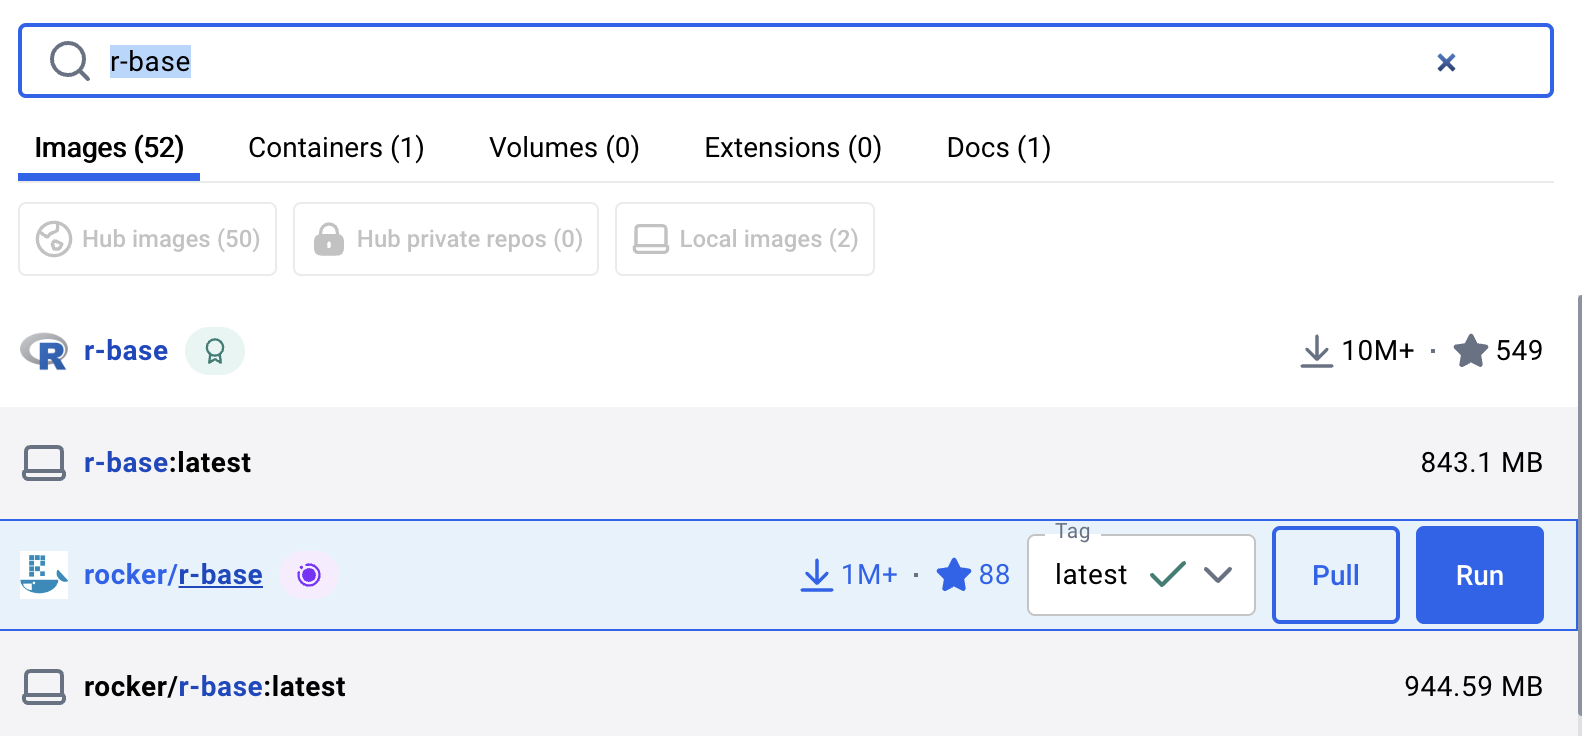 r-base
Images (52) Containers (1) Volumes (0) Extensions (0) Docs (1)
Hub images (50) Hub private repos (0) Local images (2)
R r-base 10M+ · 549
r-base:latest 843.1 MB
Tag
rocker/r-base 1M+ · 88 latest Pull Run
rocker/r-base:latest 944.59 MB